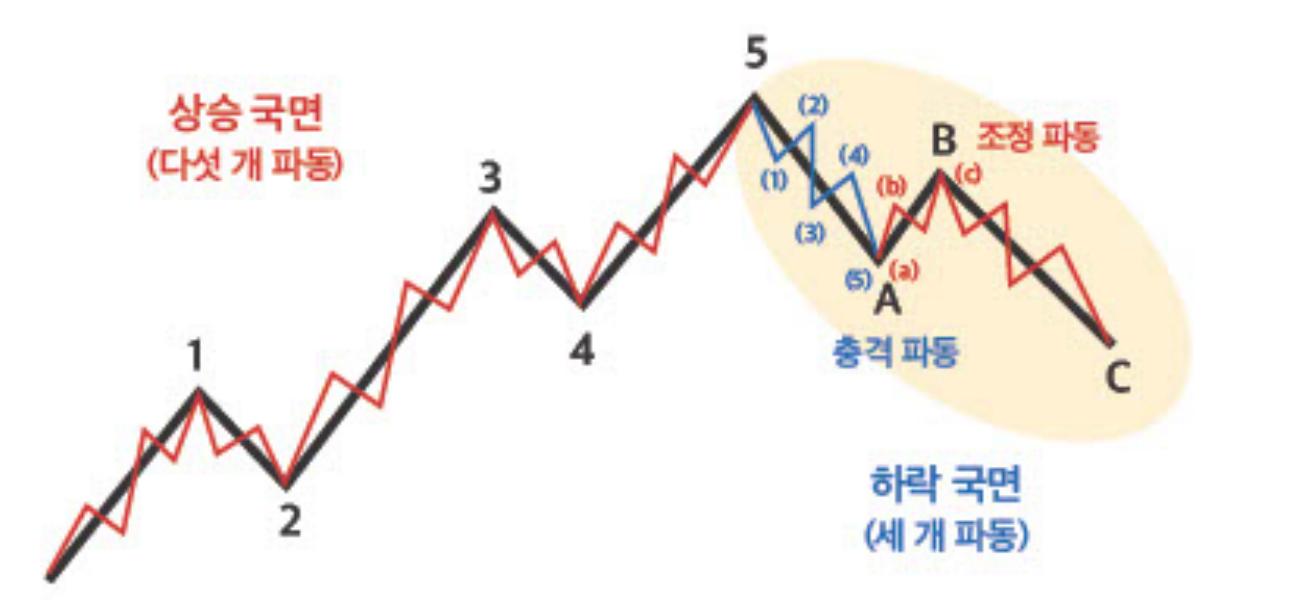 5
상승 국면
(다섯 개 파동)
(2)
B 조정 파동
3
(4)
(1)
(b)
(c)
(3)
(5)
(a)
A
1
4
충격 파동
C
2
하락 국면
(세 개 파동)